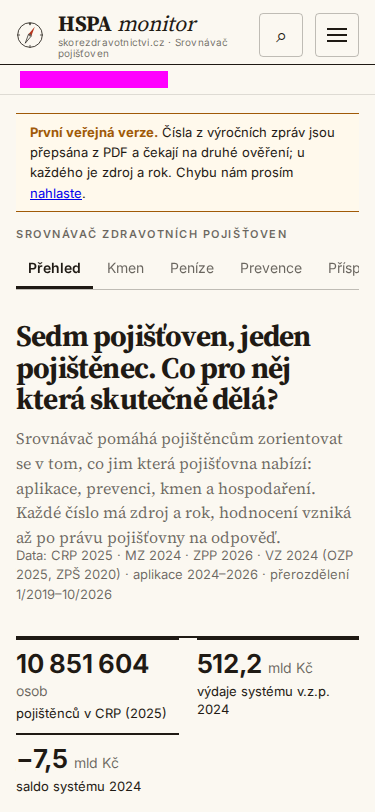 HSPA monitor
skorezdravotnictvi.cz · Srovnávač
pojišťoven
První veřejná verze. Čísla z výročních zpráv jsou
přepsána z PDF a čekají na druhé ověření; u
každého je zdroj a rok. Chybu nám prosím
nahlaste.
SROVNÁVAČ ZDRAVOTNÍCH POJIŠŤOVEN
Přehled Kmen Peníze Prevence Přísp
Sedm pojišťoven, jeden
pojištěnec. Co pro něj
která skutečně dělá?
Srovnávač pomáhá pojištěncům zorientovat
se v tom, co jim která pojišťovna nabízí:
aplikace, prevenci, kmen a hospodaření.
Každé číslo má zdroj a rok, hodnocení vzniká
až po právu pojišťovny na odpověď.
Data: CRP 2025 · MZ 2024 · ZPP 2026 · VZ 2024 (OZP
2025, ZPŠ 2020) · aplikace 2024–2026 · přerozdělení
1/2019–10/2026
10 851 604
osob
pojištěnců v CRP (2025)
512,2 mld Kč
výdaje systému v.z.p.
2024
−7,5 mld Kč
saldo systému 2024